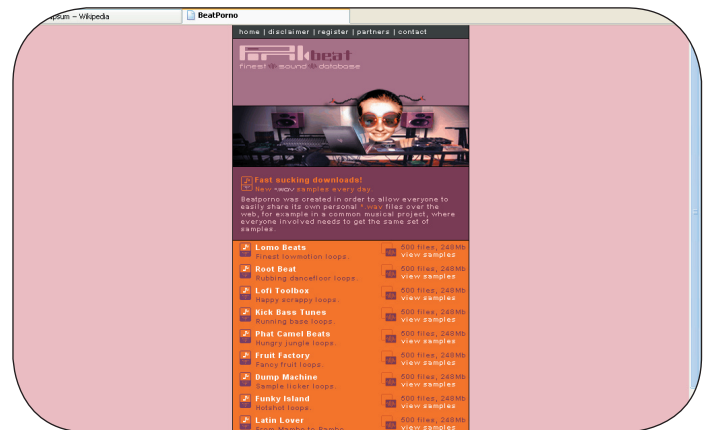 ipsum – Wikipedia
BeatPorno
home | disclaimer | register | partners | contact
beat
finest sound database
Fast sucking downloads!
New *.wav samples every day
Beatporno was created in order to allow everyone to
easily share its own personal *.wav files over the
web, for example in a common musical project, where
everyone involved needs to get the same set of
samples.
Lomo Beats
Finest lowmotion loops.
500 files, 248Mb
view samples
Root Beat
Rubbing dancefloor loops.
500 files, 248Mb
view samples
Lofi Toolbox
Happy scrappy loops.
500 files, 248Mb
view samples
Kick Bass Tunes
Running base loops.
500 files, 248Mb
view samples
Phat Camel Beats
Hungry jungle loops.
500 files, 248Mb
view samples
Fruit Factory
Fancy fruit loops.
500 files, 248Mb
view samples
Bump Machine
Sample licker loops.
500 files, 248Mb
view samples
Funky Island
Hotshot loops.
500 files, 248Mb
view samples
Latin Lover
From Mambo to Rambo.
500 files, 248Mb
view samples